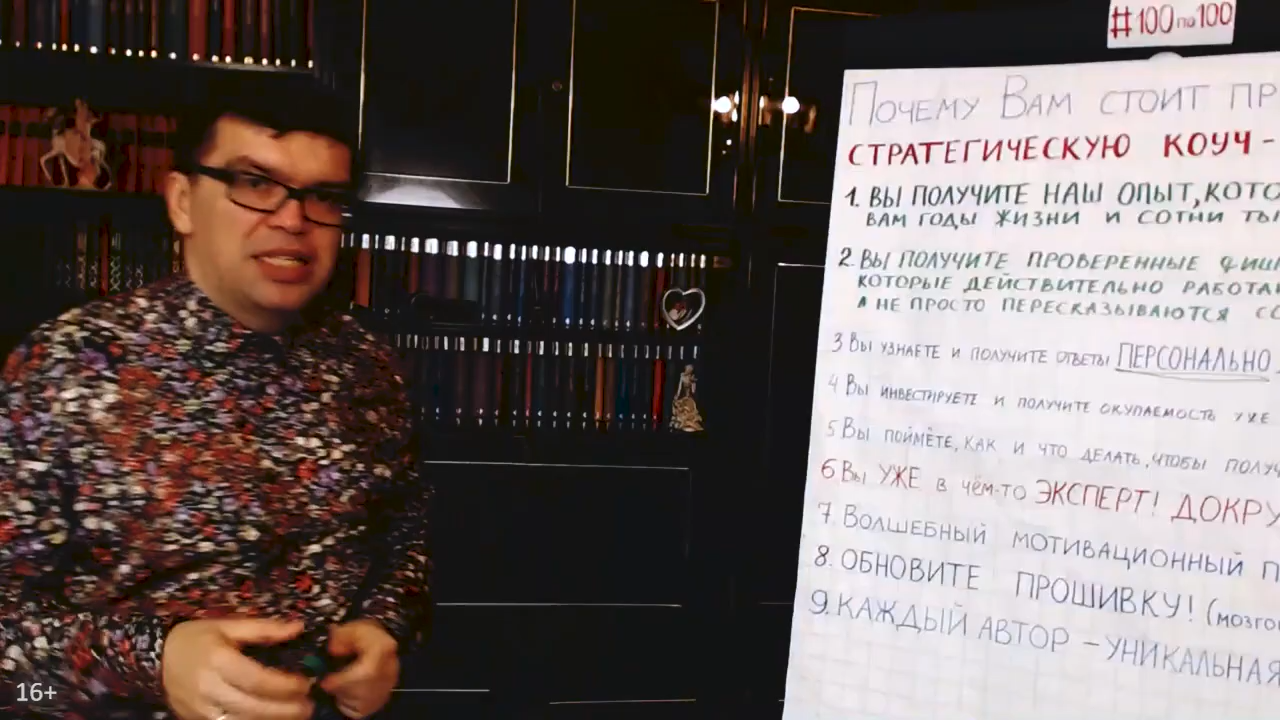 #100по100
Почему Вам стоит пр
СТРАТЕГИЧЕСКУЮ КОУЧ -
1. ВЫ ПОЛУЧИТЕ НАШ ОПЫТ, КОТО
ВАМ ГОДЫ ЖИЗНИ И СОТНИ ТЫ
2. ВЫ ПОЛУЧИТЕ ПРОВЕРЕННЫЕ ФИШ
КОТОРЫЕ ДЕЙСТВИТЕЛЬНО РАБОТА
А НЕ ПРОСТО ПЕРЕСКАЗЫВАЮТСЯ СО
3 Вы узнаете и получите ответы ПЕРСОНАЛЬНО
4 Вы инвестируете и получите окупаемость уже
5 Вы поймёте, как и что делать, чтобы получ
6 Вы УЖЕ в чём-то ЭКСПЕРТ! ДОКРУ
7. Волшебный мотивационный п
8. ОБНОВИТЕ ПРОШИВКУ! (мозго
9. КАЖДЫЙ АВТОР - УНИКАЛЬНАЯ
16+